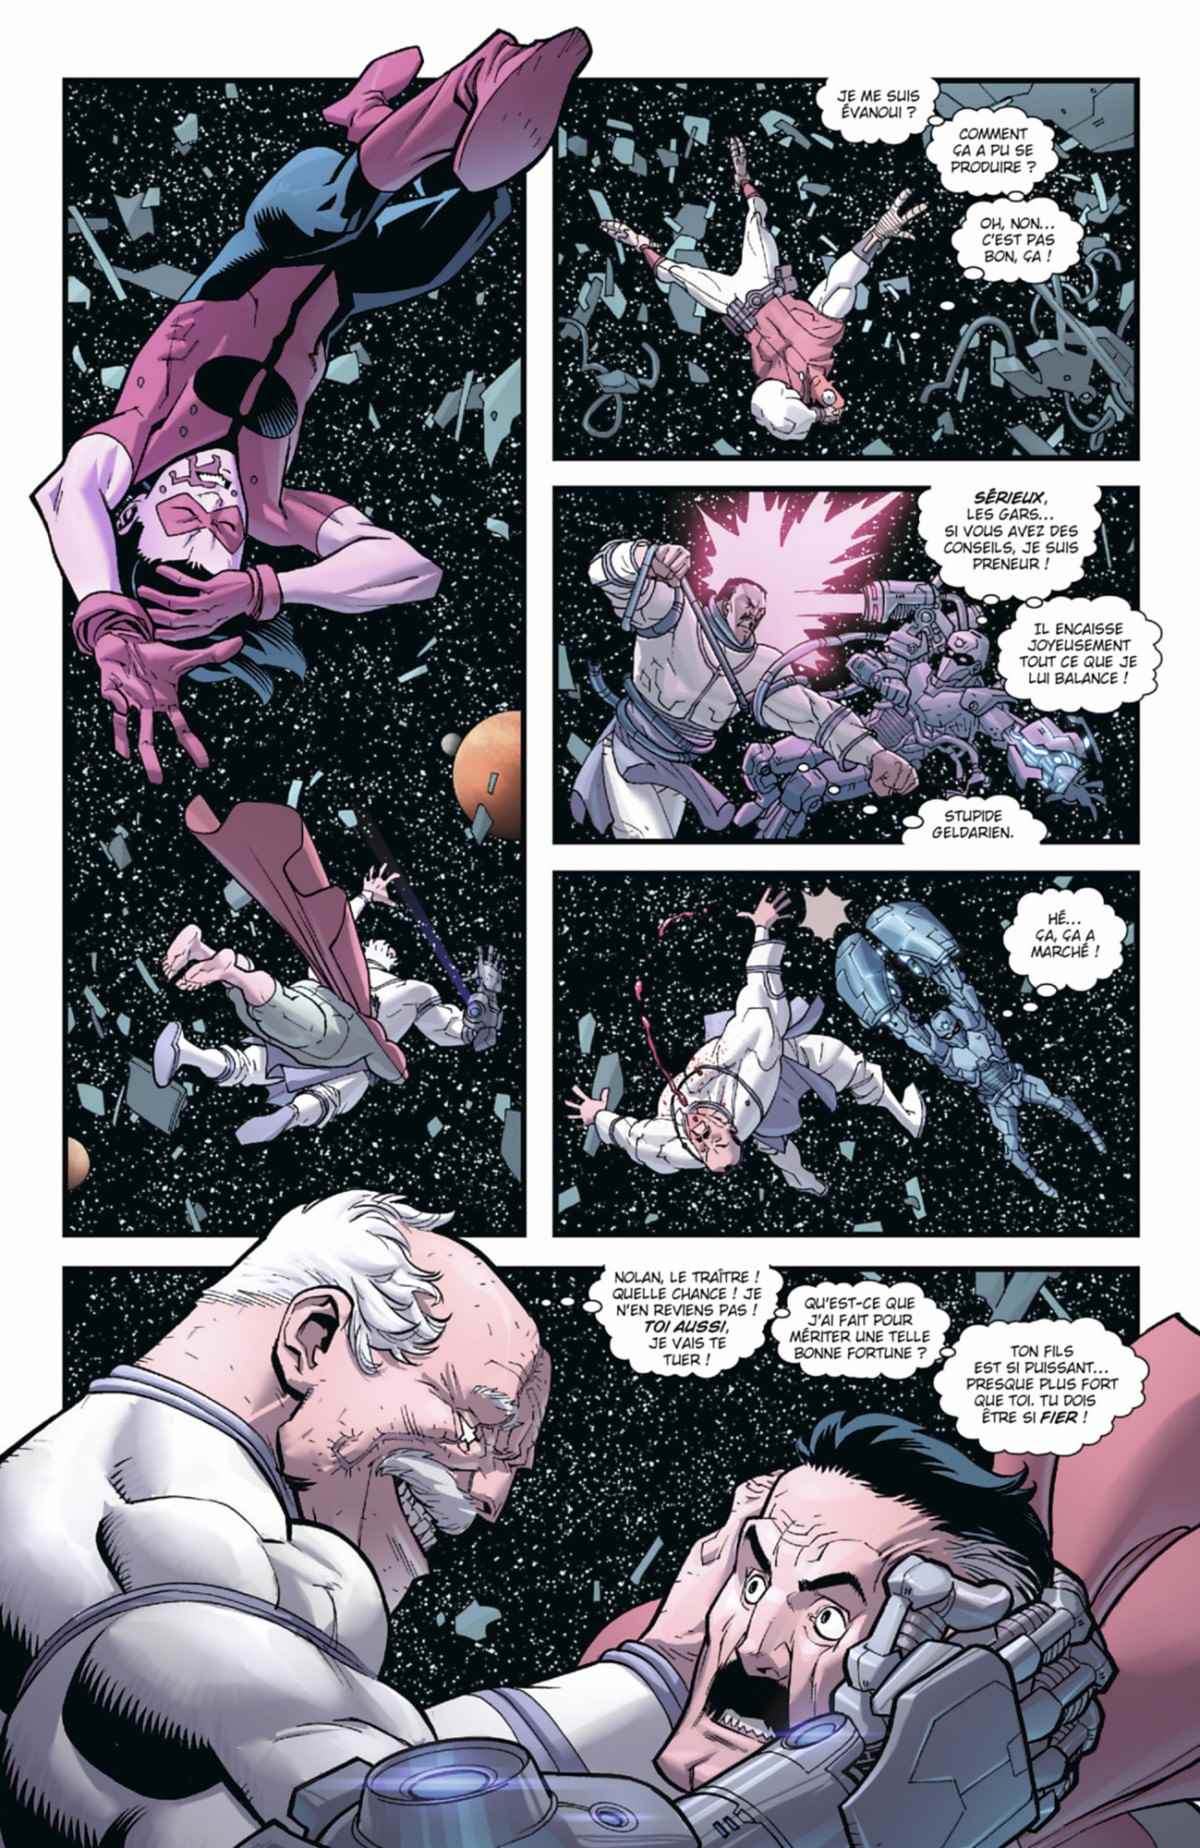 JE ME SUIS
ÉVANOUI ?
COMMENT
ÇA A PU SE
PRODUIRE ?
OH, NON...
C'EST PAS
BON, ÇA !
SÉRIEUX,
LES GARS...
SI VOUS AVEZ DES
CONSEILS, JE SUIS
PRENEUR !
IL ENCAISSE
JOYEUSEMENT
TOUT CE QUE JE
LUI BALANCE !
STUPIDE
GELDARIEN.
HÉ...
ÇA, ÇA A
MARCHÉ !
NOLAN, LE TRAÎTRE !
QUELLE CHANCE ! JE
N'EN REVIENS PAS !
TOI AUSSI,
JE VAIS TE
TUER !
QU'EST-CE QUE
J'AI FAIT POUR
MÉRITER UNE TELLE
BONNE FORTUNE ?
TON FILS
EST SI PUISSANT...
PRESQUE PLUS FORT
QUE TOI. TU DOIS
ÊTRE SI FIER !